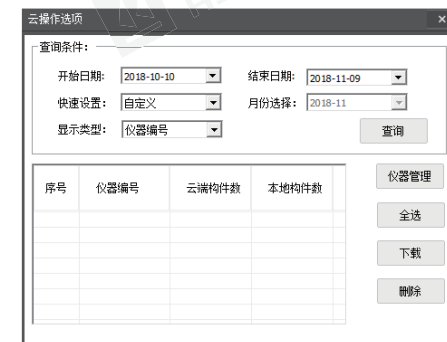 云操作选项
查询条件：
开始日期： 2018-10-10 结束日期： 2018-11-09
快速设置： 自定义 月份选择： 2018-11
显示类型： 仪器编号 查询
序号 仪器编号 云端构件数 本地构件数
仪器管理
全选
下载
删除